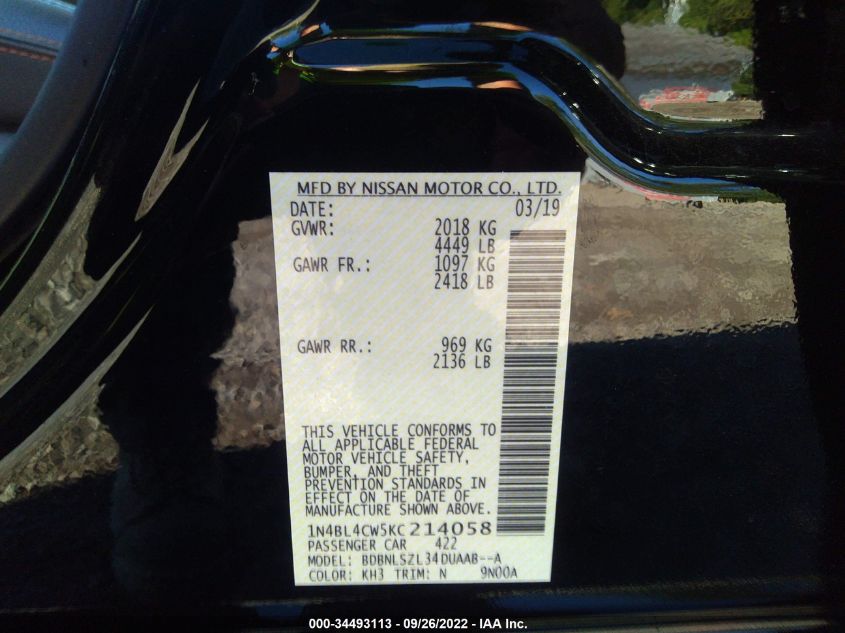 MFD BY NISSAN MOTOR CO., LTD.
DATE: 03/19
GVWR: 2018 KG
4449 LB
GAWR FR.: 1097 KG
2418 LB
GAWR RR.: 969 KG
2136 LB
THIS VEHICLE CONFORMS TO
ALL APPLICABLE FEDERAL
MOTOR VEHICLE SAFETY,
BUMPER, AND THEFT
PREVENTION STANDARDS IN
EFFECT ON THE DATE OF
MANUFACTURE SHOWN ABOVE.
1N4BL4CW5KC214058
PASSENGER CAR 422
MODEL: BDBNLSZL34DUAAB--A
COLOR: KH3 TRIM: N 9N00A
000-34493113 - 09/26/2022 - IAA Inc.